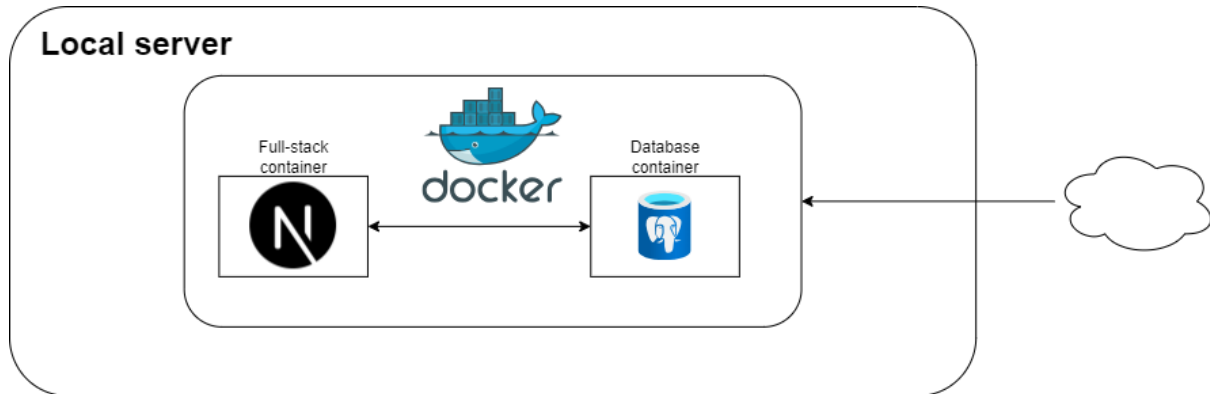 Local server
Full-stack
container
docker
Database
container